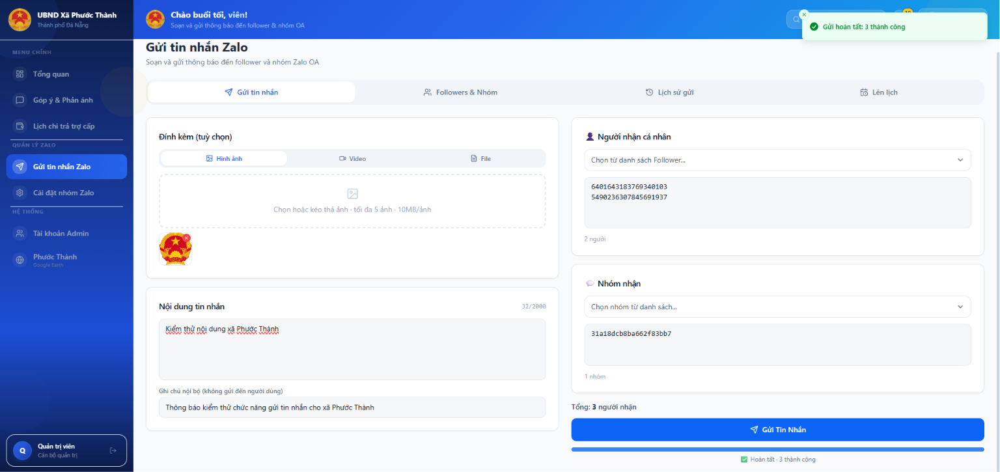 UBND Xã Phước Thành
Thành phố Đà Nẵng
MENU CHÍNH
Tổng quan
Góp ý & Phản ánh
Lịch chi trả trợ cấp
QUẢN LÝ ZALO
Gửi tin nhắn Zalo
Cài đặt nhóm Zalo
HỆ THỐNG
Tài khoản Admin
Phước Thành
Google Earth
Q
Quản trị viên
Cán bộ quản trị
Chào buổi tối, viên!
Soạn và gửi thông báo đến follower & nhóm OA
Gửi hoàn tất: 3 thành công
Gửi tin nhắn Zalo
Soạn và gửi thông báo đến follower và nhóm Zalo OA
Gửi tin nhắn
Followers & Nhóm
Lịch sử gửi
Lên lịch
Đính kèm (tuỳ chọn)
Hình ảnh
Video
File
Chọn hoặc kéo thả ảnh · tối đa 5 ảnh · 10MB/ảnh
Nội dung tin nhắn
32/2000
Kiểm thử nội dung xã Phước Thành
Ghi chú nội bộ (không gửi đến người dùng)
Thông báo kiểm thử chức năng gửi tin nhắn cho xã Phước Thành
Người nhận cá nhân
Chọn từ danh sách Follower...
6401643183769340103
5490236307845691937
2 người
Nhóm nhận
Chọn nhóm từ danh sách...
31a18dcb8ba662f83bb7
1 nhóm
Tổng: 3 người nhận
Gửi Tin Nhắn
Hoàn tất · 3 thành công